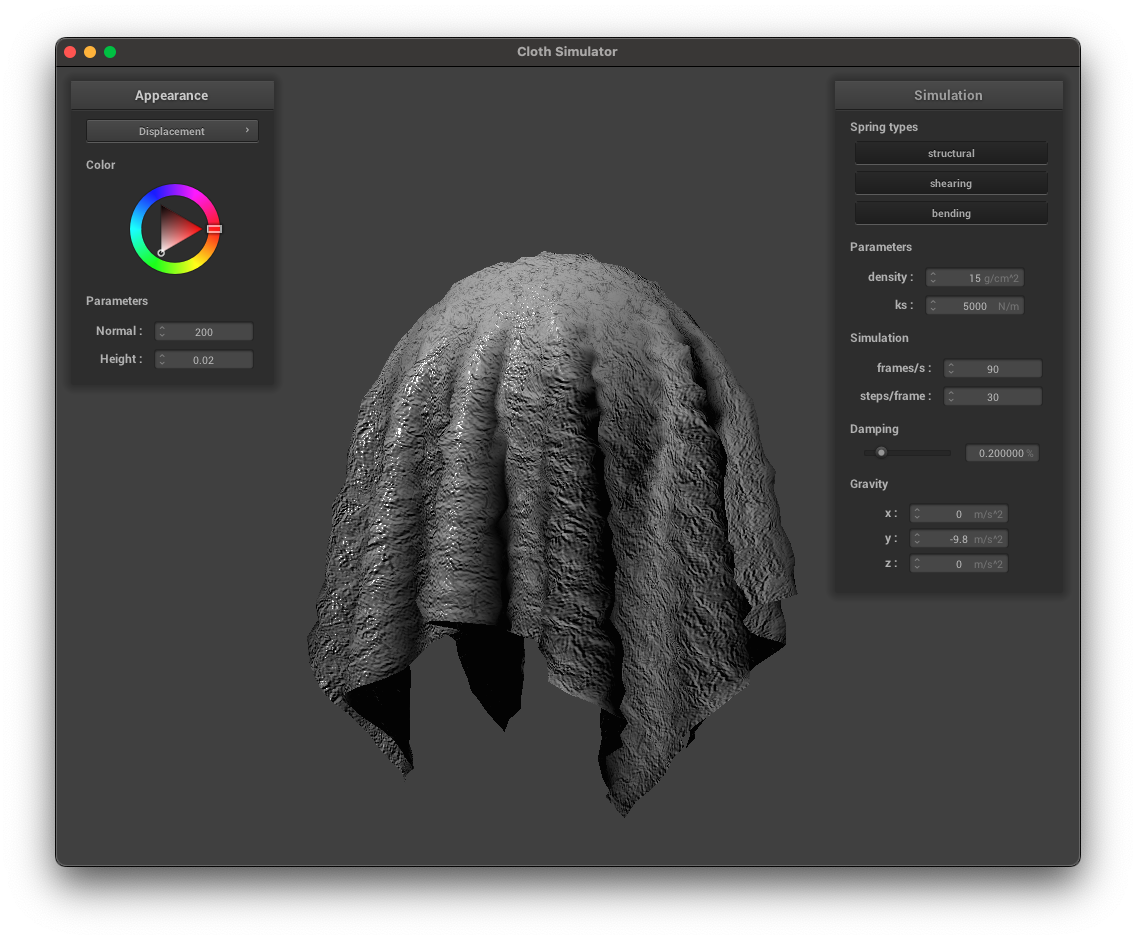 Cloth Simulator
Appearance
Displacement ›
Color
Parameters
Normal : 200
Height : 0.02
Simulation
Spring types
structural
shearing
bending
Parameters
density : 15 g/cm^2
ks : 5000 N/m
Simulation
frames/s : 90
steps/frame : 30
Damping
0.200000 %
Gravity
x : 0 m/s^2
y : -9.8 m/s^2
z : 0 m/s^2